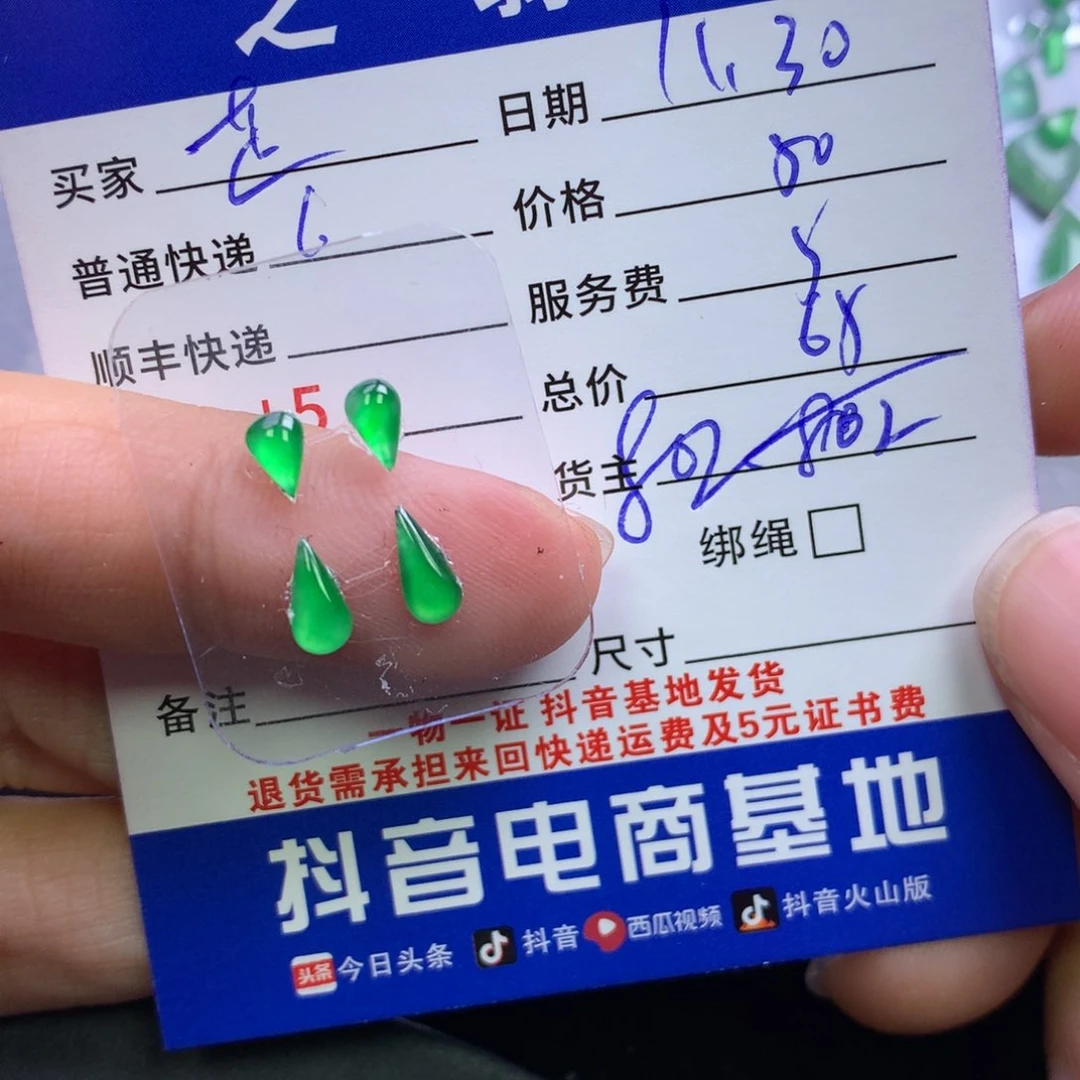 买家 日期 11.30
普通快递 6 价格
顺丰快递 服务费
+5 总价
货主 802
绑绳
尺寸
备注
一物一证 抖音基地发货
退货需承担来回快递运费及5元证书费
抖音电商基地
头条 今日头条 抖音 西瓜视频 抖音火山版